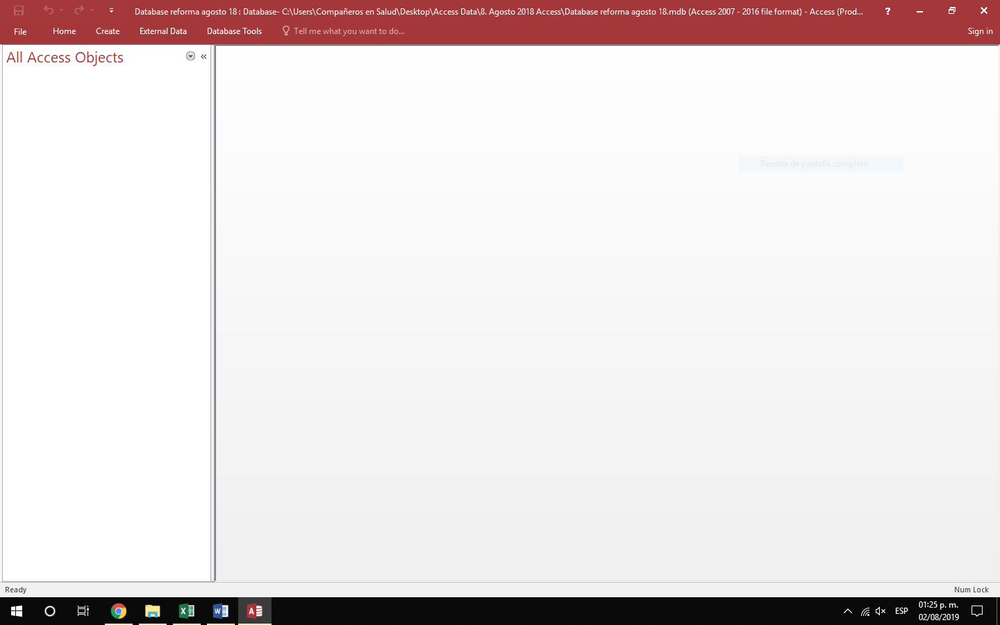 Database reforma agosto 18 : Database- C:\Users\Compañeros en Salud\Desktop\Access Data\8. Agosto 2018 Access\Database reforma agosto 18.mdb (Access 2007 - 2016 file format) - Access (Prod...
File Home Create External Data Database Tools Tell me what you want to do... Sign in
All Access Objects
Recorte de pantalla completa
Ready Num Lock
ESP 01:25 p. m.
02/08/2019